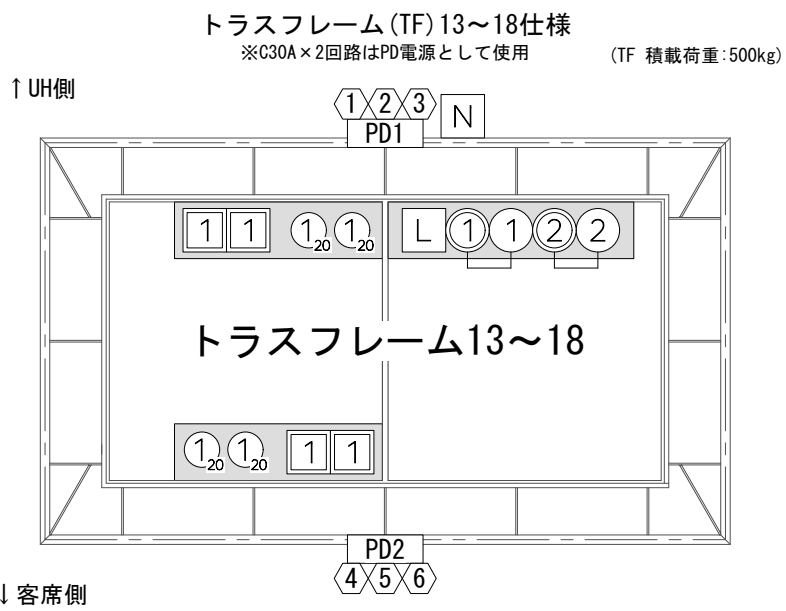 トラスフレーム(TF)13～18仕様
※C30A×2回路はPD電源として使用
(TF 積載荷重:500kg)
↑UH側
1 2 3 N
PD1
1 1 1 20 1 20 L 1 1 2 2
トラスフレーム13～18
1 20 1 20 1 1
PD2
4 5 6
↓客席側